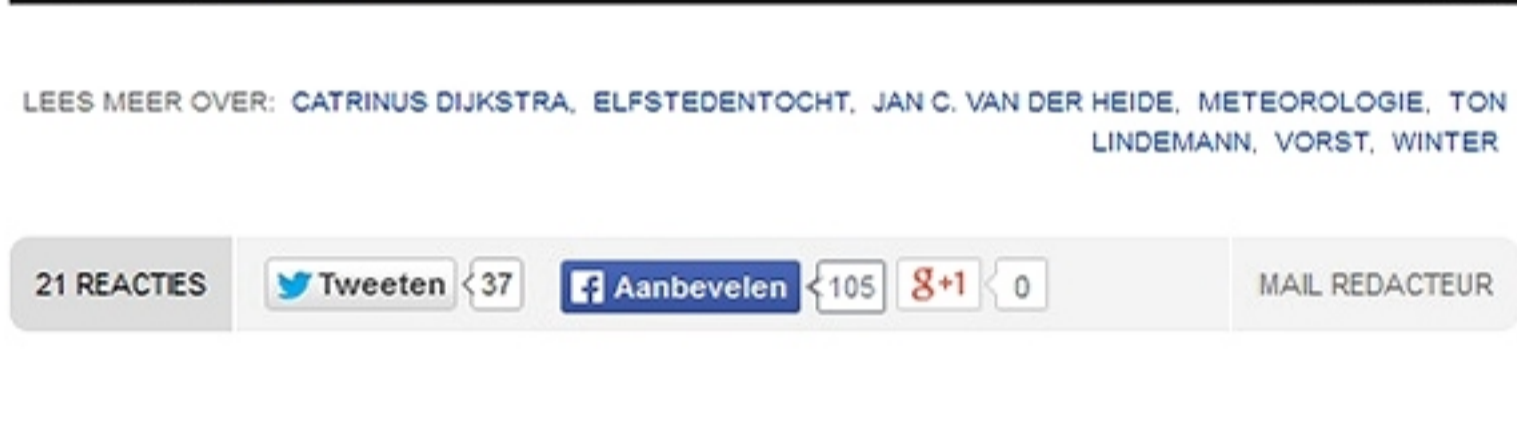 LEES MEER OVER: CATRINUS DIJKSTRA, ELFSTEDENTOCHT, JAN C. VAN DER HEIDE, METEOROLOGIE, TON
LINDEMANN, VORST, WINTER
21 REACTIES Tweeten 37 f Aanbevelen 105 g+1 0 MAIL REDACTEUR